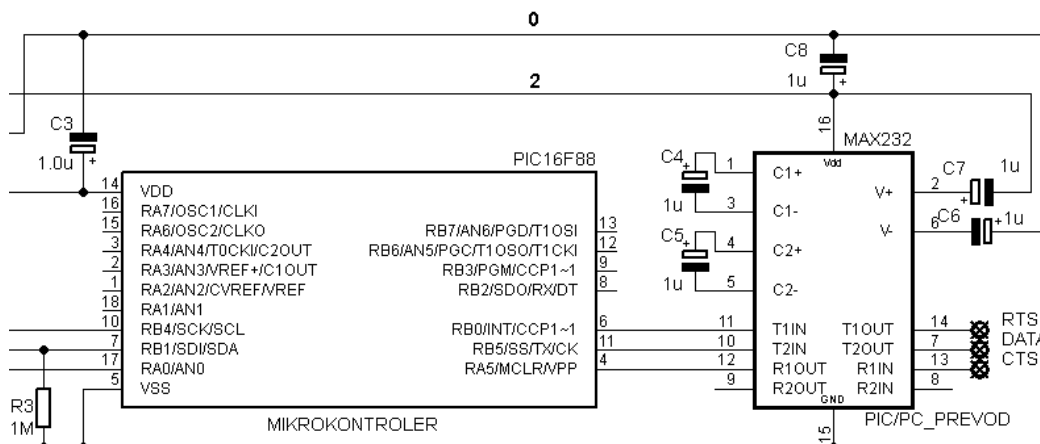 0
C8
1u
+
2
16
C3
1.0u
+
PIC16F88
MAX232
Vdd
14 VDD
16 RA7/OSC1/CLKI
15 RA6/OSC2/CLKO
3 RA4/AN4/T0CKI/C2OUT
2 RA3/AN3/VREF+/C1OUT
1 RA2/AN2/CVREF/VREF
18 RA1/AN1
10 RB4/SCK/SCL
7 RB1/SDI/SDA
17 RA0/AN0
5 VSS
RB7/AN6/PGD/T1OSI 13
RB6/AN5/PGC/T1OSO/T1CKI 12
RB3/PGM/CCP1~1 9
RB2/SDO/RX/DT 8
RB0/INT/CCP1~1 6
RB5/SS/TX/CK 11
RA5/MCLR/VPP 4
C4
+
1u
C5
+
1u
1 C1+
3 C1-
4 C2+
5 C2-
11 T1IN
10 T2IN
12 R1OUT
9 R2OUT
V+ 2
V- 6
C7
1u
+
C6
+
1u
T1OUT 14 RTS
T2OUT 7 DATA
R1IN 13 CTS
R2IN 8
GND
15
R3
1M
MIKROKONTROLER
PIC/PC_PREVOD